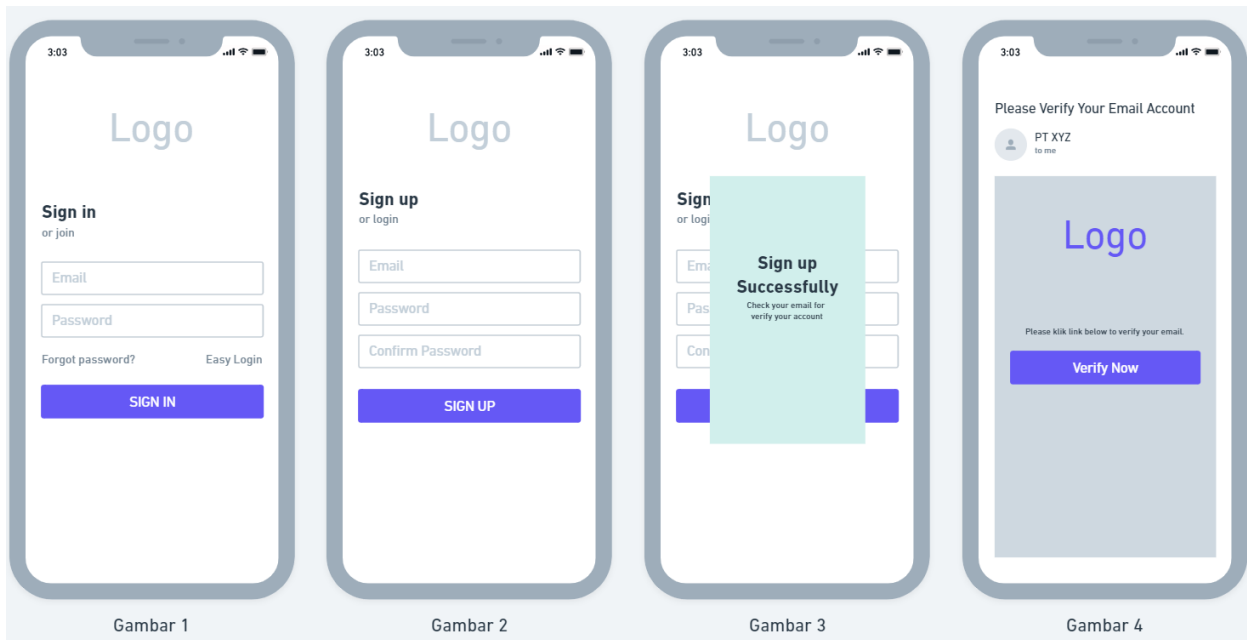 3:03
Logo
Sign in
or join
Email
Password
Forgot password? Easy Login
SIGN IN
Gambar 1
3:03
Logo
Sign up
or login
Email
Password
Confirm Password
SIGN UP
Gambar 2
3:03
Logo
Sign
or logi
Ema
Pas
Con
Sign up
Successfully
Check your email for
verify your account
Gambar 3
3:03
Please Verify Your Email Account
PT XYZ
to me
Logo
Please klik link below to verify your email.
Verify Now
Gambar 4